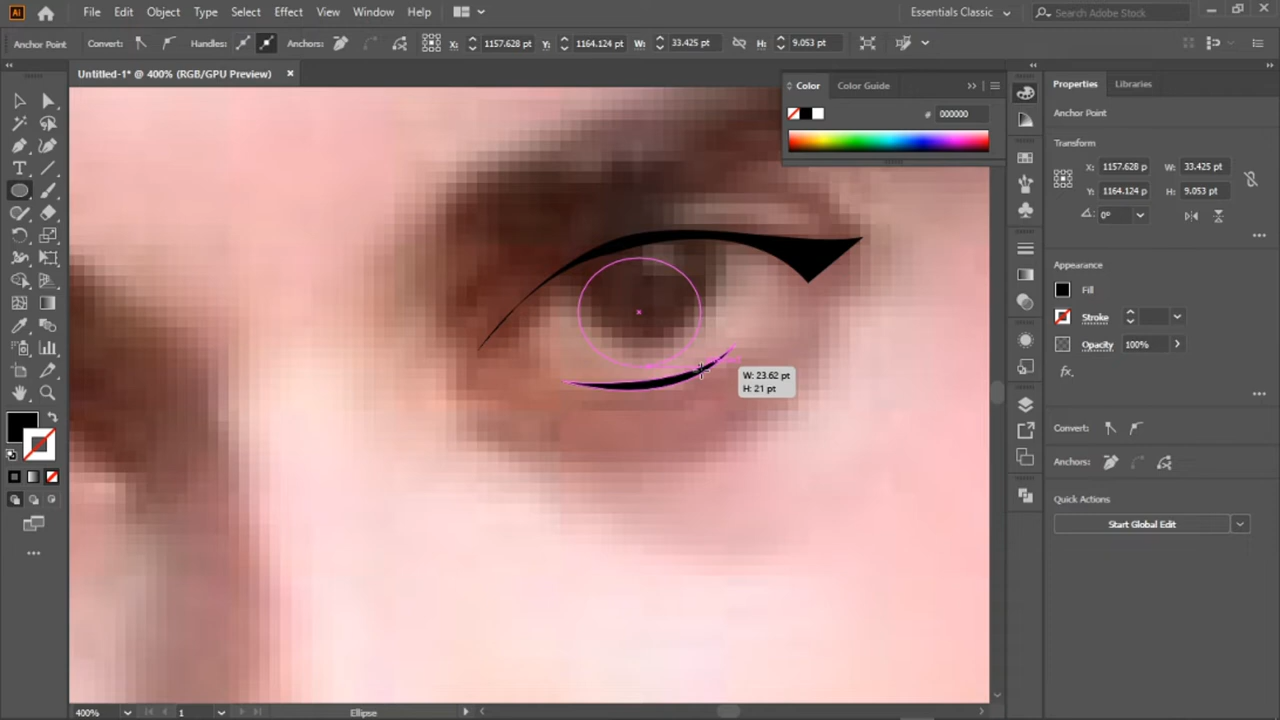 Ai File Edit Object Type Select Effect View Window Help Essentials Classic Search Adobe Stock
Anchor Point Convert: Handles: Anchors: X: 1157.628 pt Y: 1164.124 pt W: 33.425 pt H: 9.053 pt
Untitled-1* @ 400% (RGB/GPU Preview)
Color Color Guide
# 000000
Properties Libraries
Anchor Point
Transform
X: 1157.628 p W: 33.425 pt
Y: 1164.124 p H: 9.053 pt
0°
Appearance
Fill
Stroke
Opacity 100%
fx.
Convert:
Anchors:
Quick Actions
Start Global Edit
W: 23.62 pt
H: 21 pt
T
400% 1 Ellipse